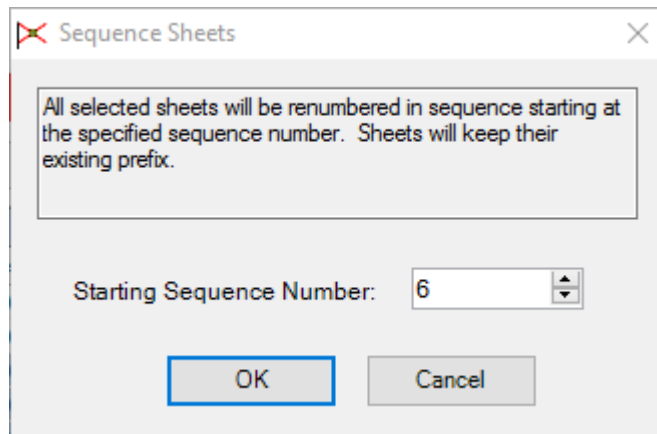 Sequence Sheets
All selected sheets will be renumbered in sequence starting at
the specified sequence number.  Sheets will keep their
existing prefix.
Starting Sequence Number: 6
OK Cancel